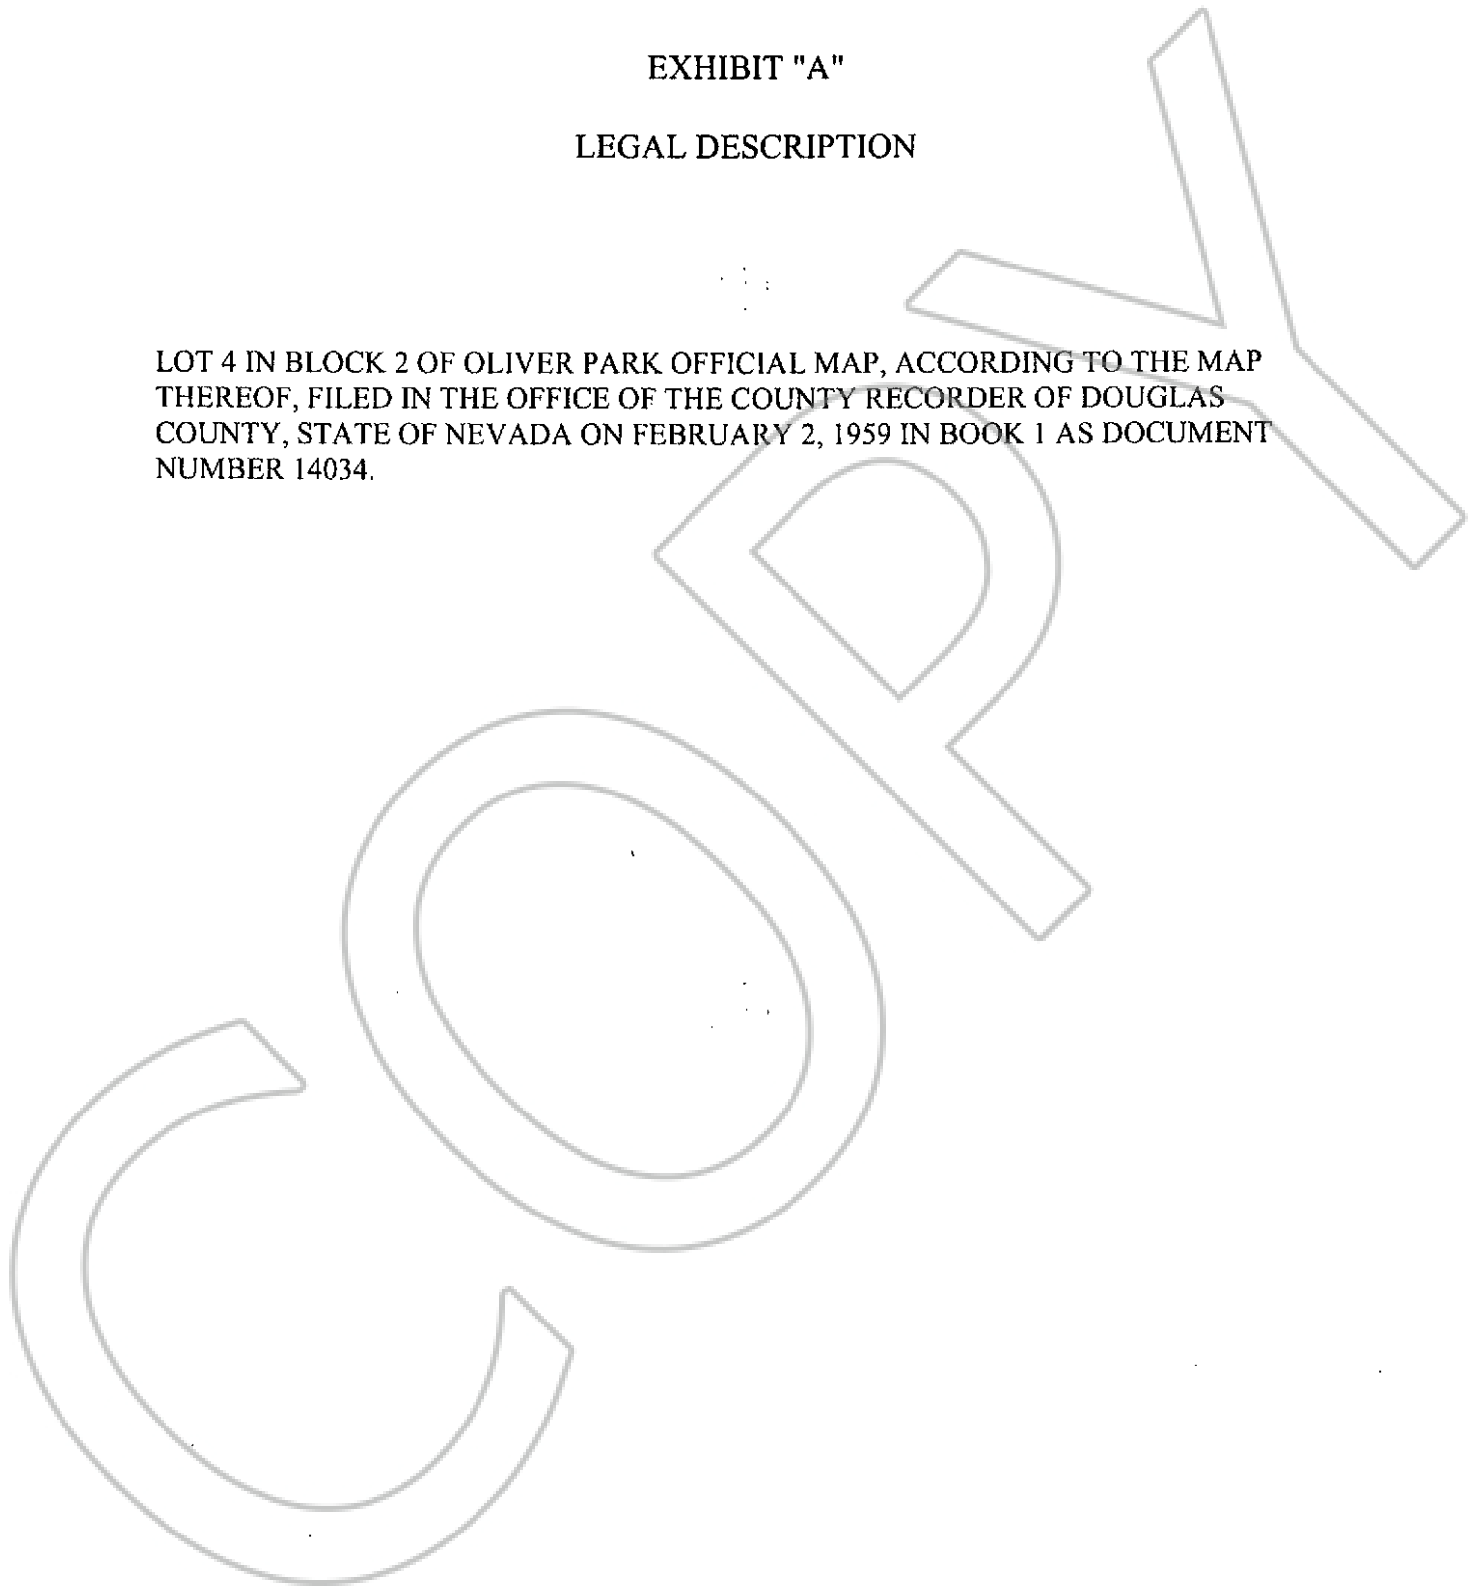 EXHIBIT "A"
LEGAL DESCRIPTION
LOT 4 IN BLOCK 2 OF OLIVER PARK OFFICIAL MAP, ACCORDING TO THE MAP
THEREOF, FILED IN THE OFFICE OF THE COUNTY RECORDER OF DOUGLAS
COUNTY, STATE OF NEVADA ON FEBRUARY 2, 1959 IN BOOK 1 AS DOCUMENT
NUMBER 14034.
COPY